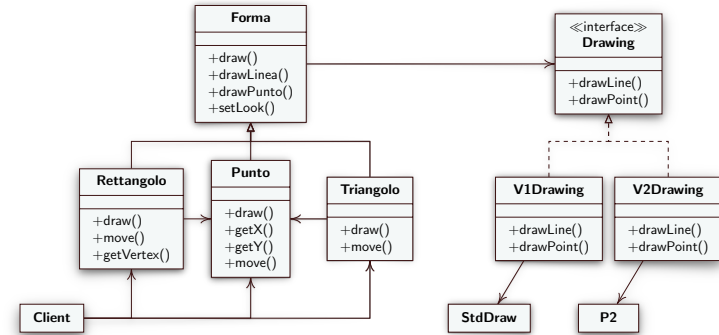 Forma
+draw()
+drawLinea()
+drawPunto()
+setLook()
≪interface≫
Drawing
+drawLine()
+drawPoint()
Rettangolo
+draw()
+move()
+getVertex()
Punto
+draw()
+getX()
+getY()
+move()
Triangolo
+draw()
+move()
V1Drawing
+drawLine()
+drawPoint()
V2Drawing
+drawLine()
+drawPoint()
Client
StdDraw
P2